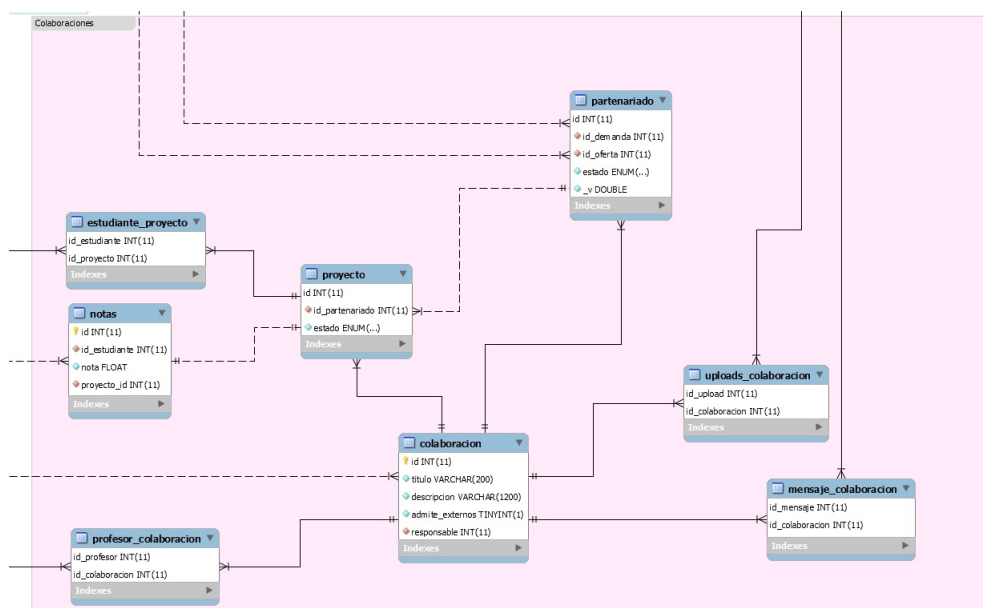 Colaboraciones
partenariado
id INT(11)
id_demanda INT(11)
id_oferta INT(11)
estado ENUM(...)
_v DOUBLE
Indexes
estudiante_proyecto
id_estudiante INT(11)
id_proyecto INT(11)
Indexes
proyecto
id INT(11)
id_partenariado INT(11)
estado ENUM(...)
Indexes
notas
id INT(11)
id_estudiante INT(11)
nota FLOAT
proyecto_id INT(11)
Indexes
uploads_colaboracion
id_upload INT(11)
id_colaboracion INT(11)
Indexes
colaboracion
id INT(11)
titulo VARCHAR(200)
descripcion VARCHAR(1200)
admite_externos TINYINT(1)
responsable INT(11)
Indexes
mensaje_colaboracion
id_mensaje INT(11)
id_colaboracion INT(11)
Indexes
profesor_colaboracion
id_profesor INT(11)
id_colaboracion INT(11)
Indexes